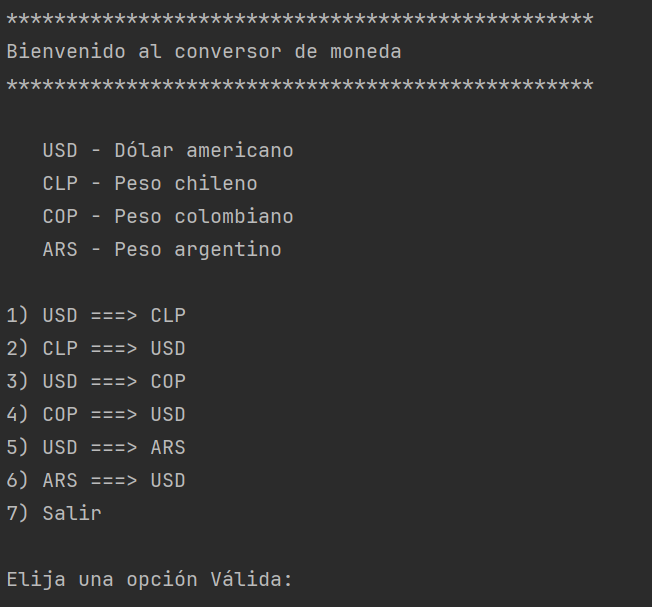 *************************************************
Bienvenido al conversor de moneda
*************************************************
USD - Dólar americano
CLP - Peso chileno
COP - Peso colombiano
ARS - Peso argentino
1) USD ===> CLP
2) CLP ===> USD
3) USD ===> COP
4) COP ===> USD
5) USD ===> ARS
6) ARS ===> USD
7) Salir
Elija una opción Válida: